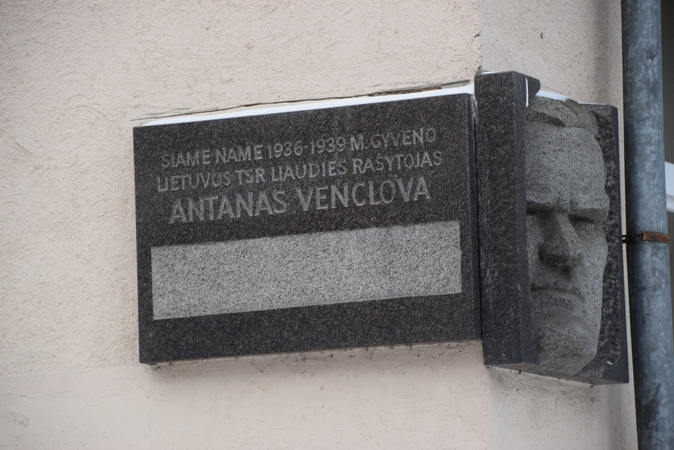 ŠIAME NAME 1936-1939 M. GYVENO
LIETUVOS TSR LIAUDIES RAŠYTOJAS
ANTANAS VENCLOVA